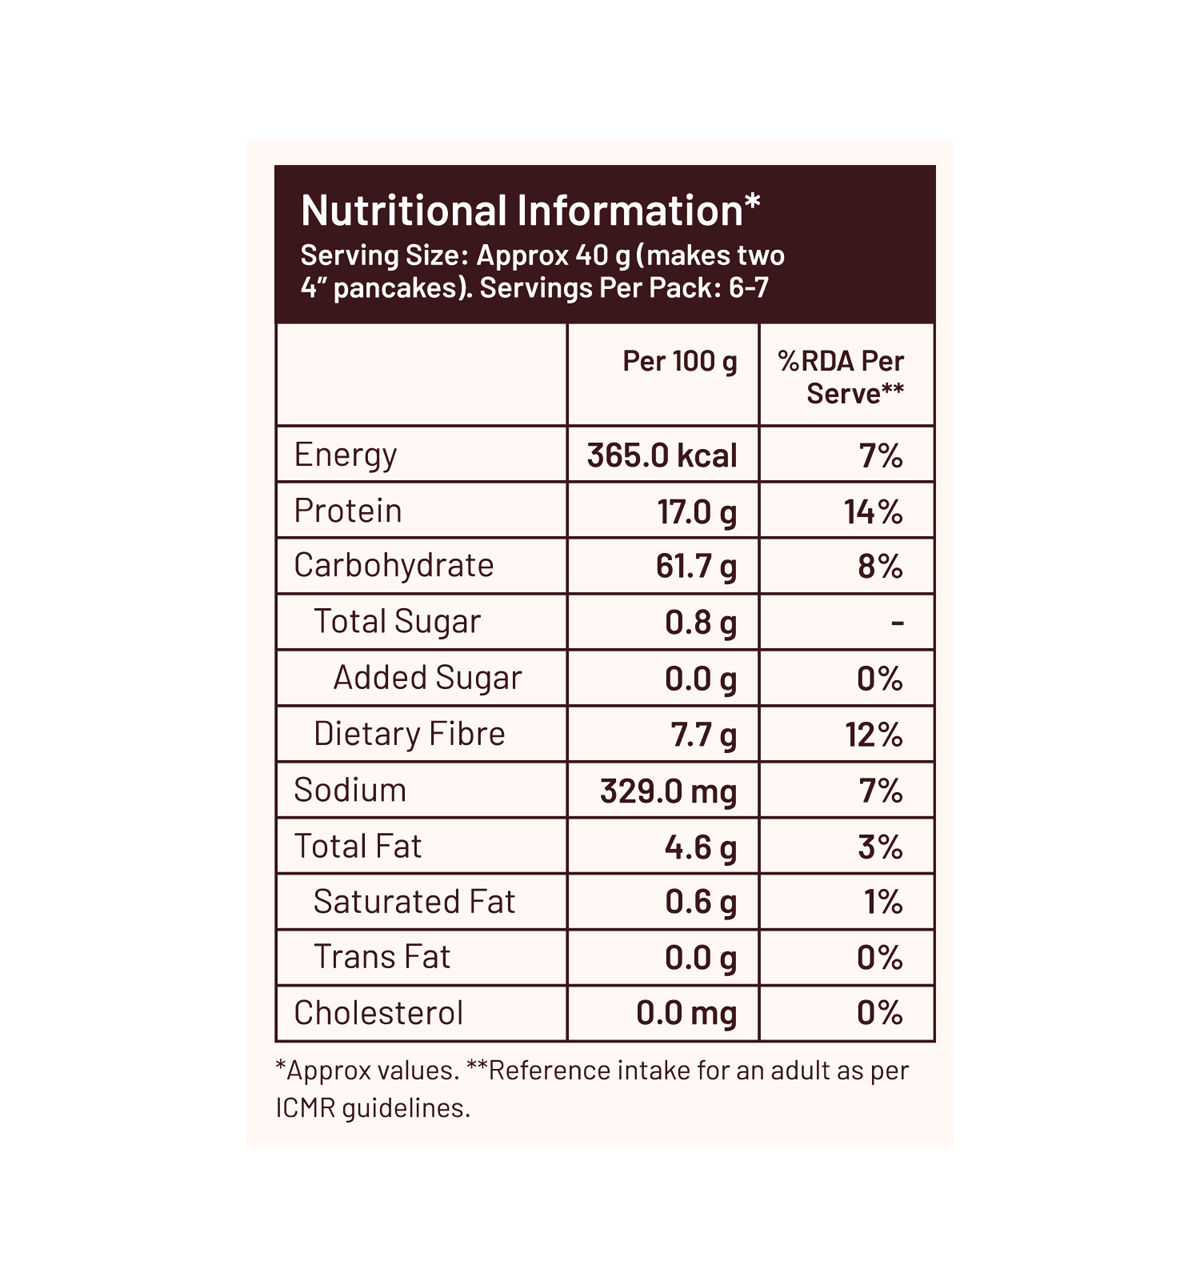 Nutritional Information*
Serving Size: Approx 40 g (makes two
4” pancakes). Servings Per Pack: 6-7
Per 100 g %RDA Per
Serve**
Energy 365.0 kcal 7%
Protein 17.0 g 14%
Carbohydrate 61.7 g 8%
Total Sugar 0.8 g -
Added Sugar 0.0 g 0%
Dietary Fibre 7.7 g 12%
Sodium 329.0 mg 7%
Total Fat 4.6 g 3%
Saturated Fat 0.6 g 1%
Trans Fat 0.0 g 0%
Cholesterol 0.0 mg 0%
*Approx values. **Reference intake for an adult as per
ICMR guidelines.